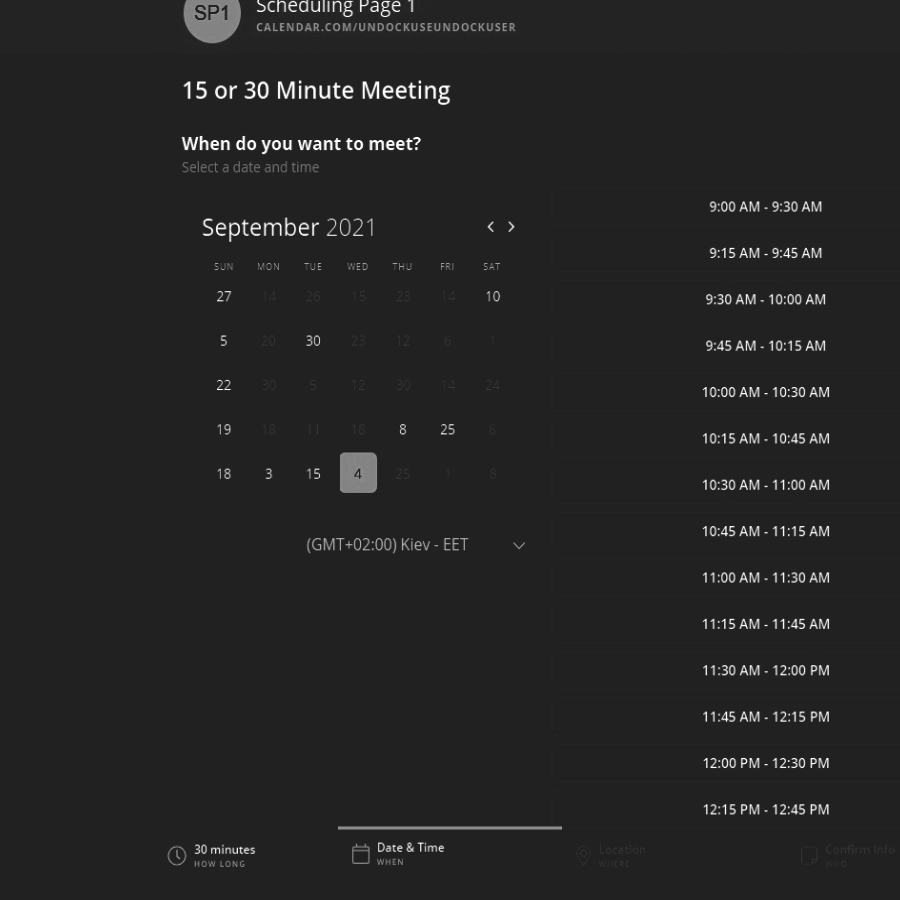 Scheduling Page 1
SP1
CALENDAR.COM/UNDOCKUSEUNDOCKUSER
15 or 30 Minute Meeting
When do you want to meet?
Select a date and time
September 2021
SUN MON TUE WED THU FRI SAT
27 14 26 15 23 14 10
5 20 30 23 12 6 1
22 30 5 12 30 14 24
19 18 11 18 8 25 6
18 3 15 4 25 1 8
(GMT+02:00) Kiev - EET
9:00 AM - 9:30 AM
9:15 AM - 9:45 AM
9:30 AM - 10:00 AM
9:45 AM - 10:15 AM
10:00 AM - 10:30 AM
10:15 AM - 10:45 AM
10:30 AM - 11:00 AM
10:45 AM - 11:15 AM
11:00 AM - 11:30 AM
11:15 AM - 11:45 AM
11:30 AM - 12:00 PM
11:45 AM - 12:15 PM
12:00 PM - 12:30 PM
12:15 PM - 12:45 PM
30 minutes
HOW LONG
Date & Time
WHEN
Location
WHERE
Confirm Info
WHO